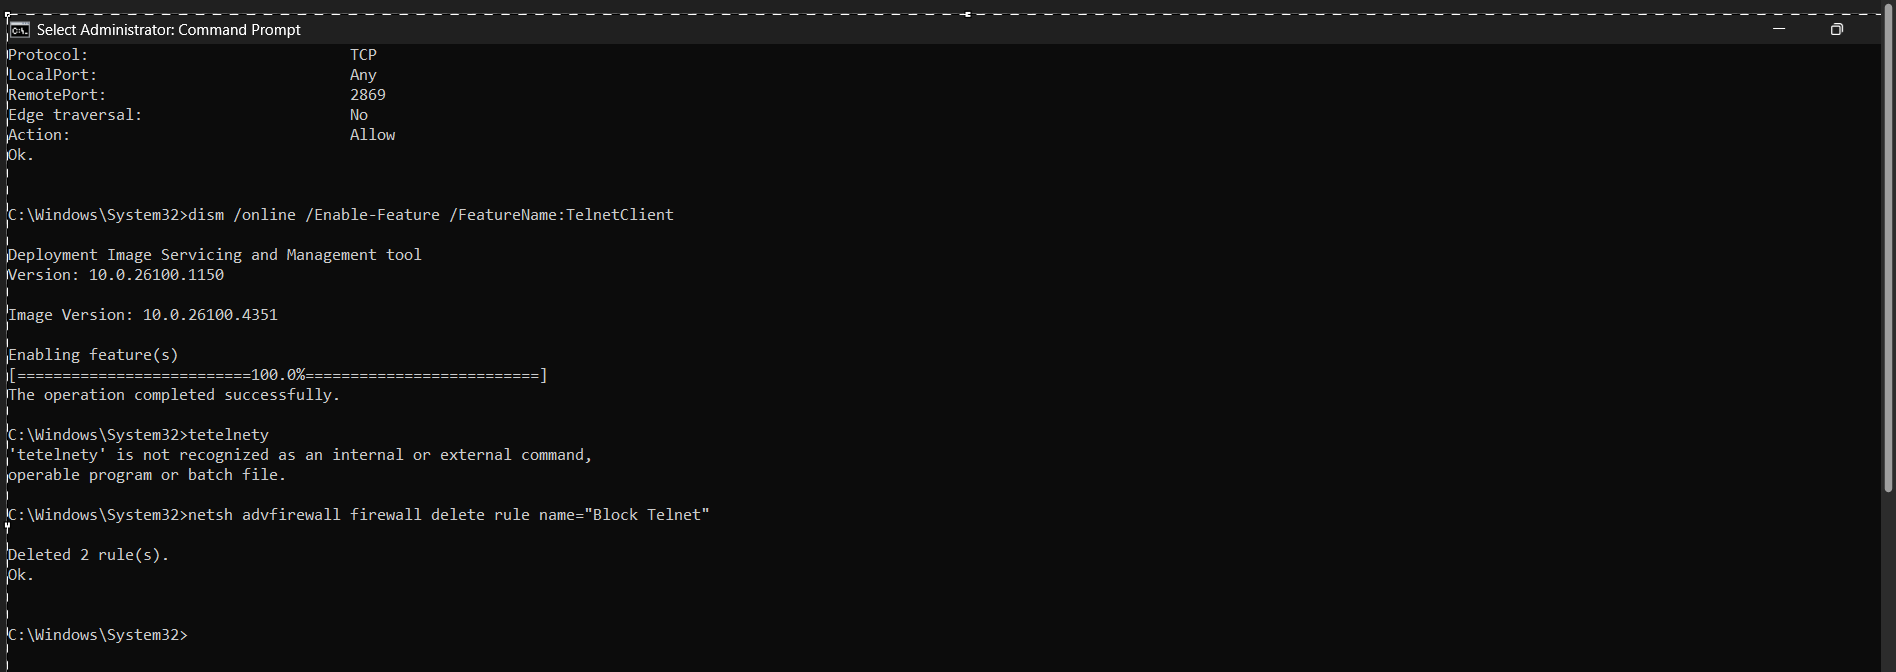 Select Administrator: Command Prompt
Protocol: TCP
LocalPort: Any
RemotePort: 2869
Edge traversal: No
Action: Allow
Ok.
C:\Windows\System32>dism /online /Enable-Feature /FeatureName:TelnetClient
Deployment Image Servicing and Management tool
Version: 10.0.26100.1150
Image Version: 10.0.26100.4351
Enabling feature(s)
[==========================100.0%==========================]
The operation completed successfully.
C:\Windows\System32>tetelnety
'tetelnety' is not recognized as an internal or external command,
operable program or batch file.
C:\Windows\System32>netsh advfirewall firewall delete rule name="Block Telnet"
Deleted 2 rule(s).
Ok.
C:\Windows\System32>